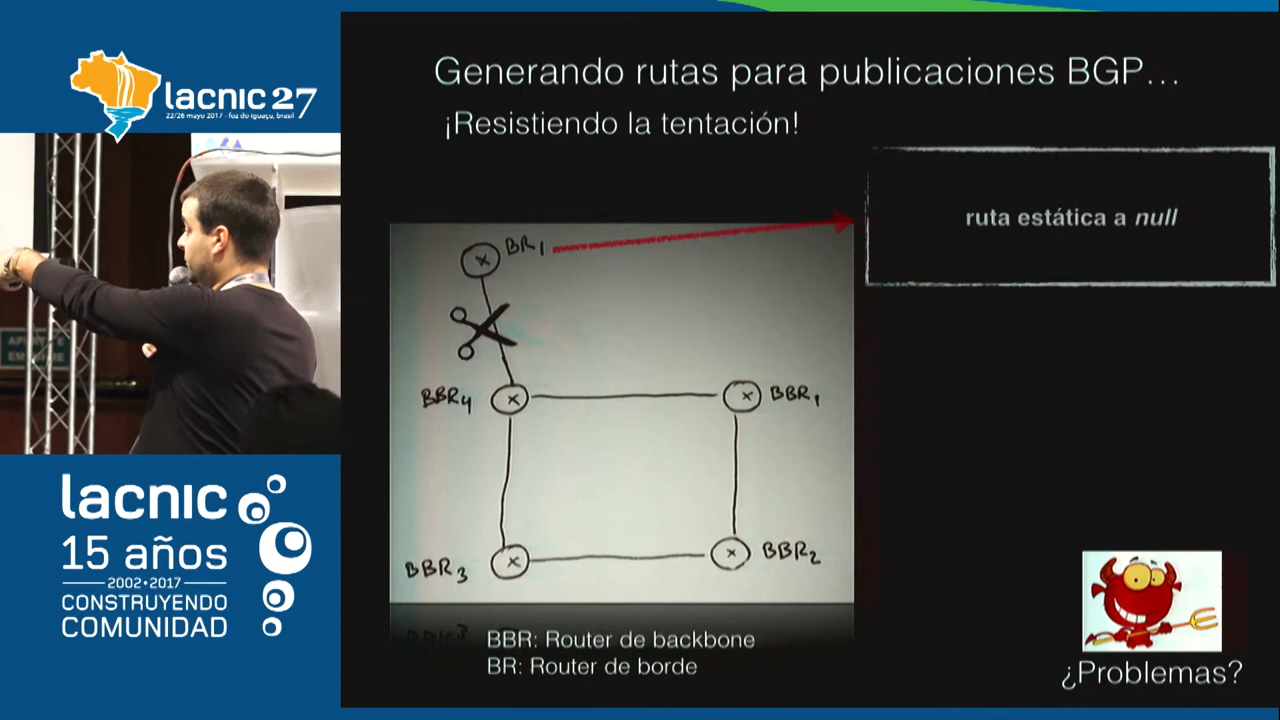 lacnic 27
22/26 mayo 2017 - foz do iguaçu, brasil
Generando rutas para publicaciones BGP...
¡Resistiendo la tentación!
ruta estática a null
BR1
BBR4
BBR1
BBR3
BBR2
BBR: Router de backbone
BR: Router de borde
¿Problemas?
lacnic
15 años
2002•2017
CONSTRUYENDO
COMUNIDAD